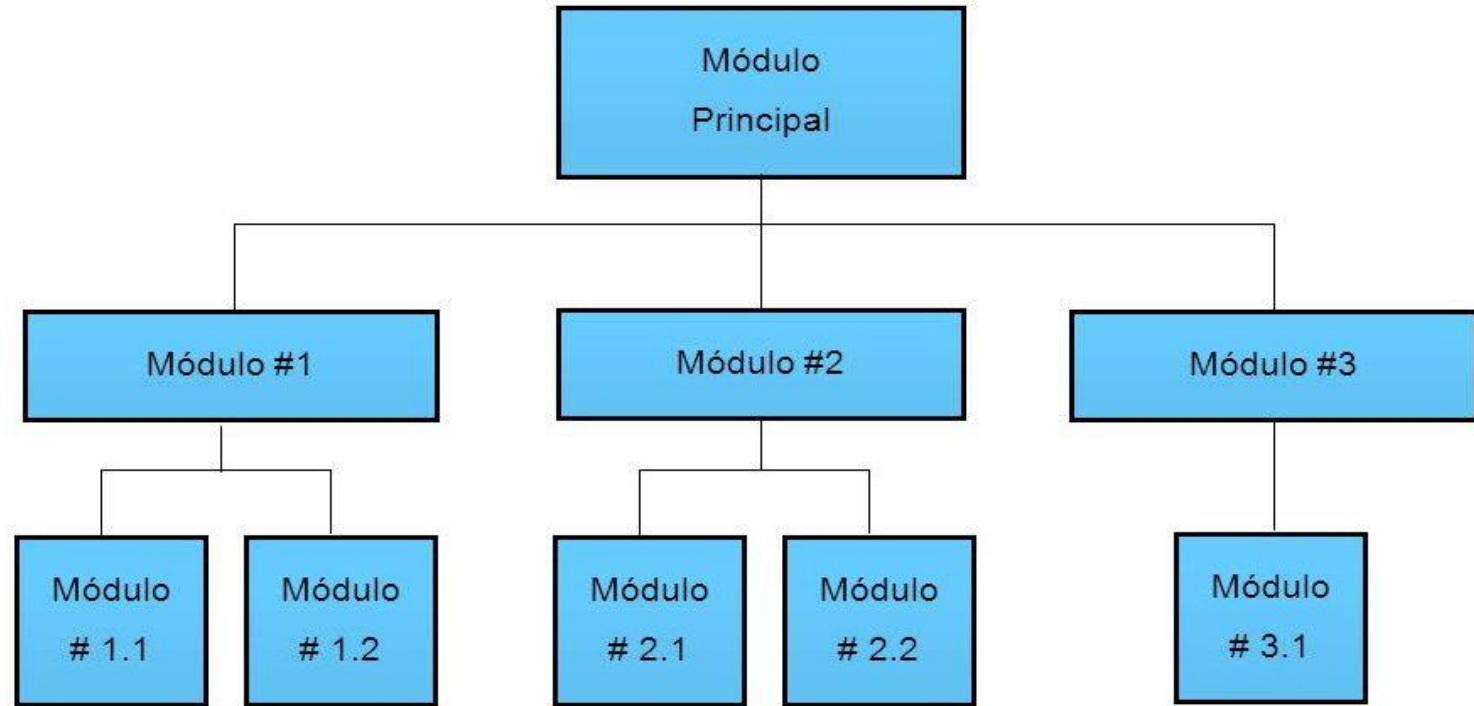 Módulo
Principal
Módulo #1
Módulo #2
Módulo #3
Módulo
# 1.1
Módulo
# 1.2
Módulo
# 2.1
Módulo
# 2.2
Módulo
# 3.1